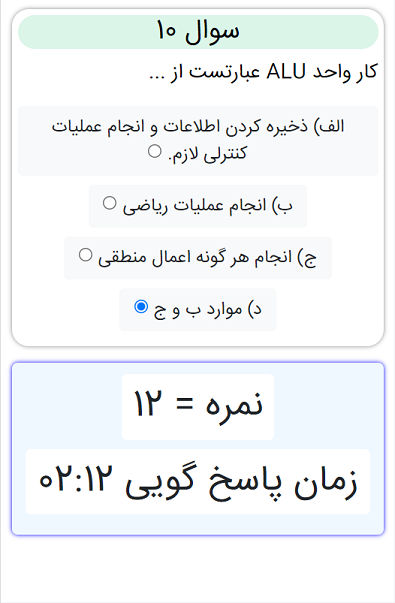 سوال ۱۰
کار واحد ALU عبارتست از ...
الف) ذخیره کردن اطلاعات و انجام عملیات
کنترلی لازم.
ب) انجام عملیات ریاضی
ج) انجام هر گونه اعمال منطقی
د) موارد ب و ج
نمره = ۱۲
زمان پاسخ گویی ۰۲:۱۲